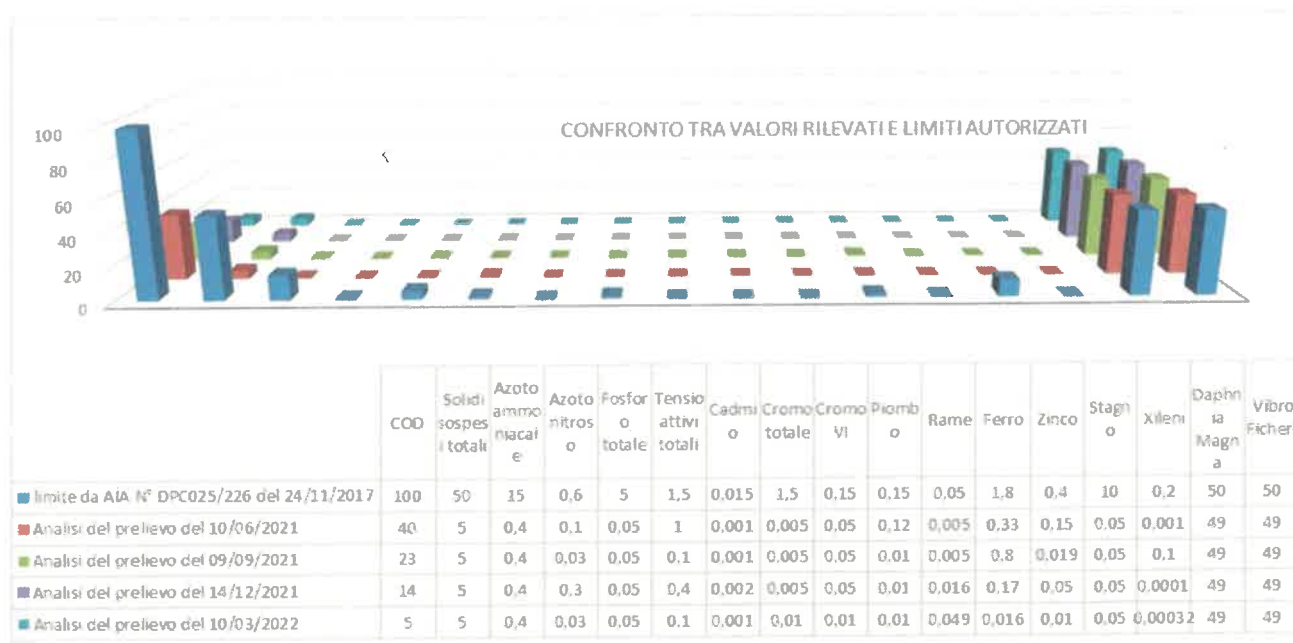 CONFRONTO TRA VALORI RILEVATI E LIMITI AUTORIZZATI
100
80
60
40
20
0
COD Solidi sospesi totali Azoto ammoniacale Azoto nitroso Fosforo totale Tensio attivi totali Cadmio Cromo totale Cromo VI Piombo Rame Ferro Zinco Stagno Xileni Daphnia Magna Vibro Ficher
limite da AIA N° DPC025/226 del 24/11/2017 100 50 15 0,6 5 1,5 0,015 1,5 0,15 0,15 0,05 1,8 0,4 10 0,2 50 50
Analisi del prelievo del 10/06/2021 40 5 0,4 0,1 0,05 1 0,001 0,005 0,05 0,12 0,005 0,33 0,15 0,05 0,001 49 49
Analisi del prelievo del 09/09/2021 23 5 0,4 0,03 0,05 0,1 0,001 0,005 0,05 0,01 0,005 0,8 0,019 0,05 0,1 49 49
Analisi del prelievo del 14/12/2021 14 5 0,4 0,3 0,05 0,4 0,002 0,005 0,05 0,01 0,016 0,17 0,05 0,05 0,0001 49 49
Analisi del prelievo del 10/03/2022 5 5 0,4 0,03 0,05 0,1 0,001 0,01 0,01 0,01 0,049 0,016 0,01 0,05 0,00032 49 49